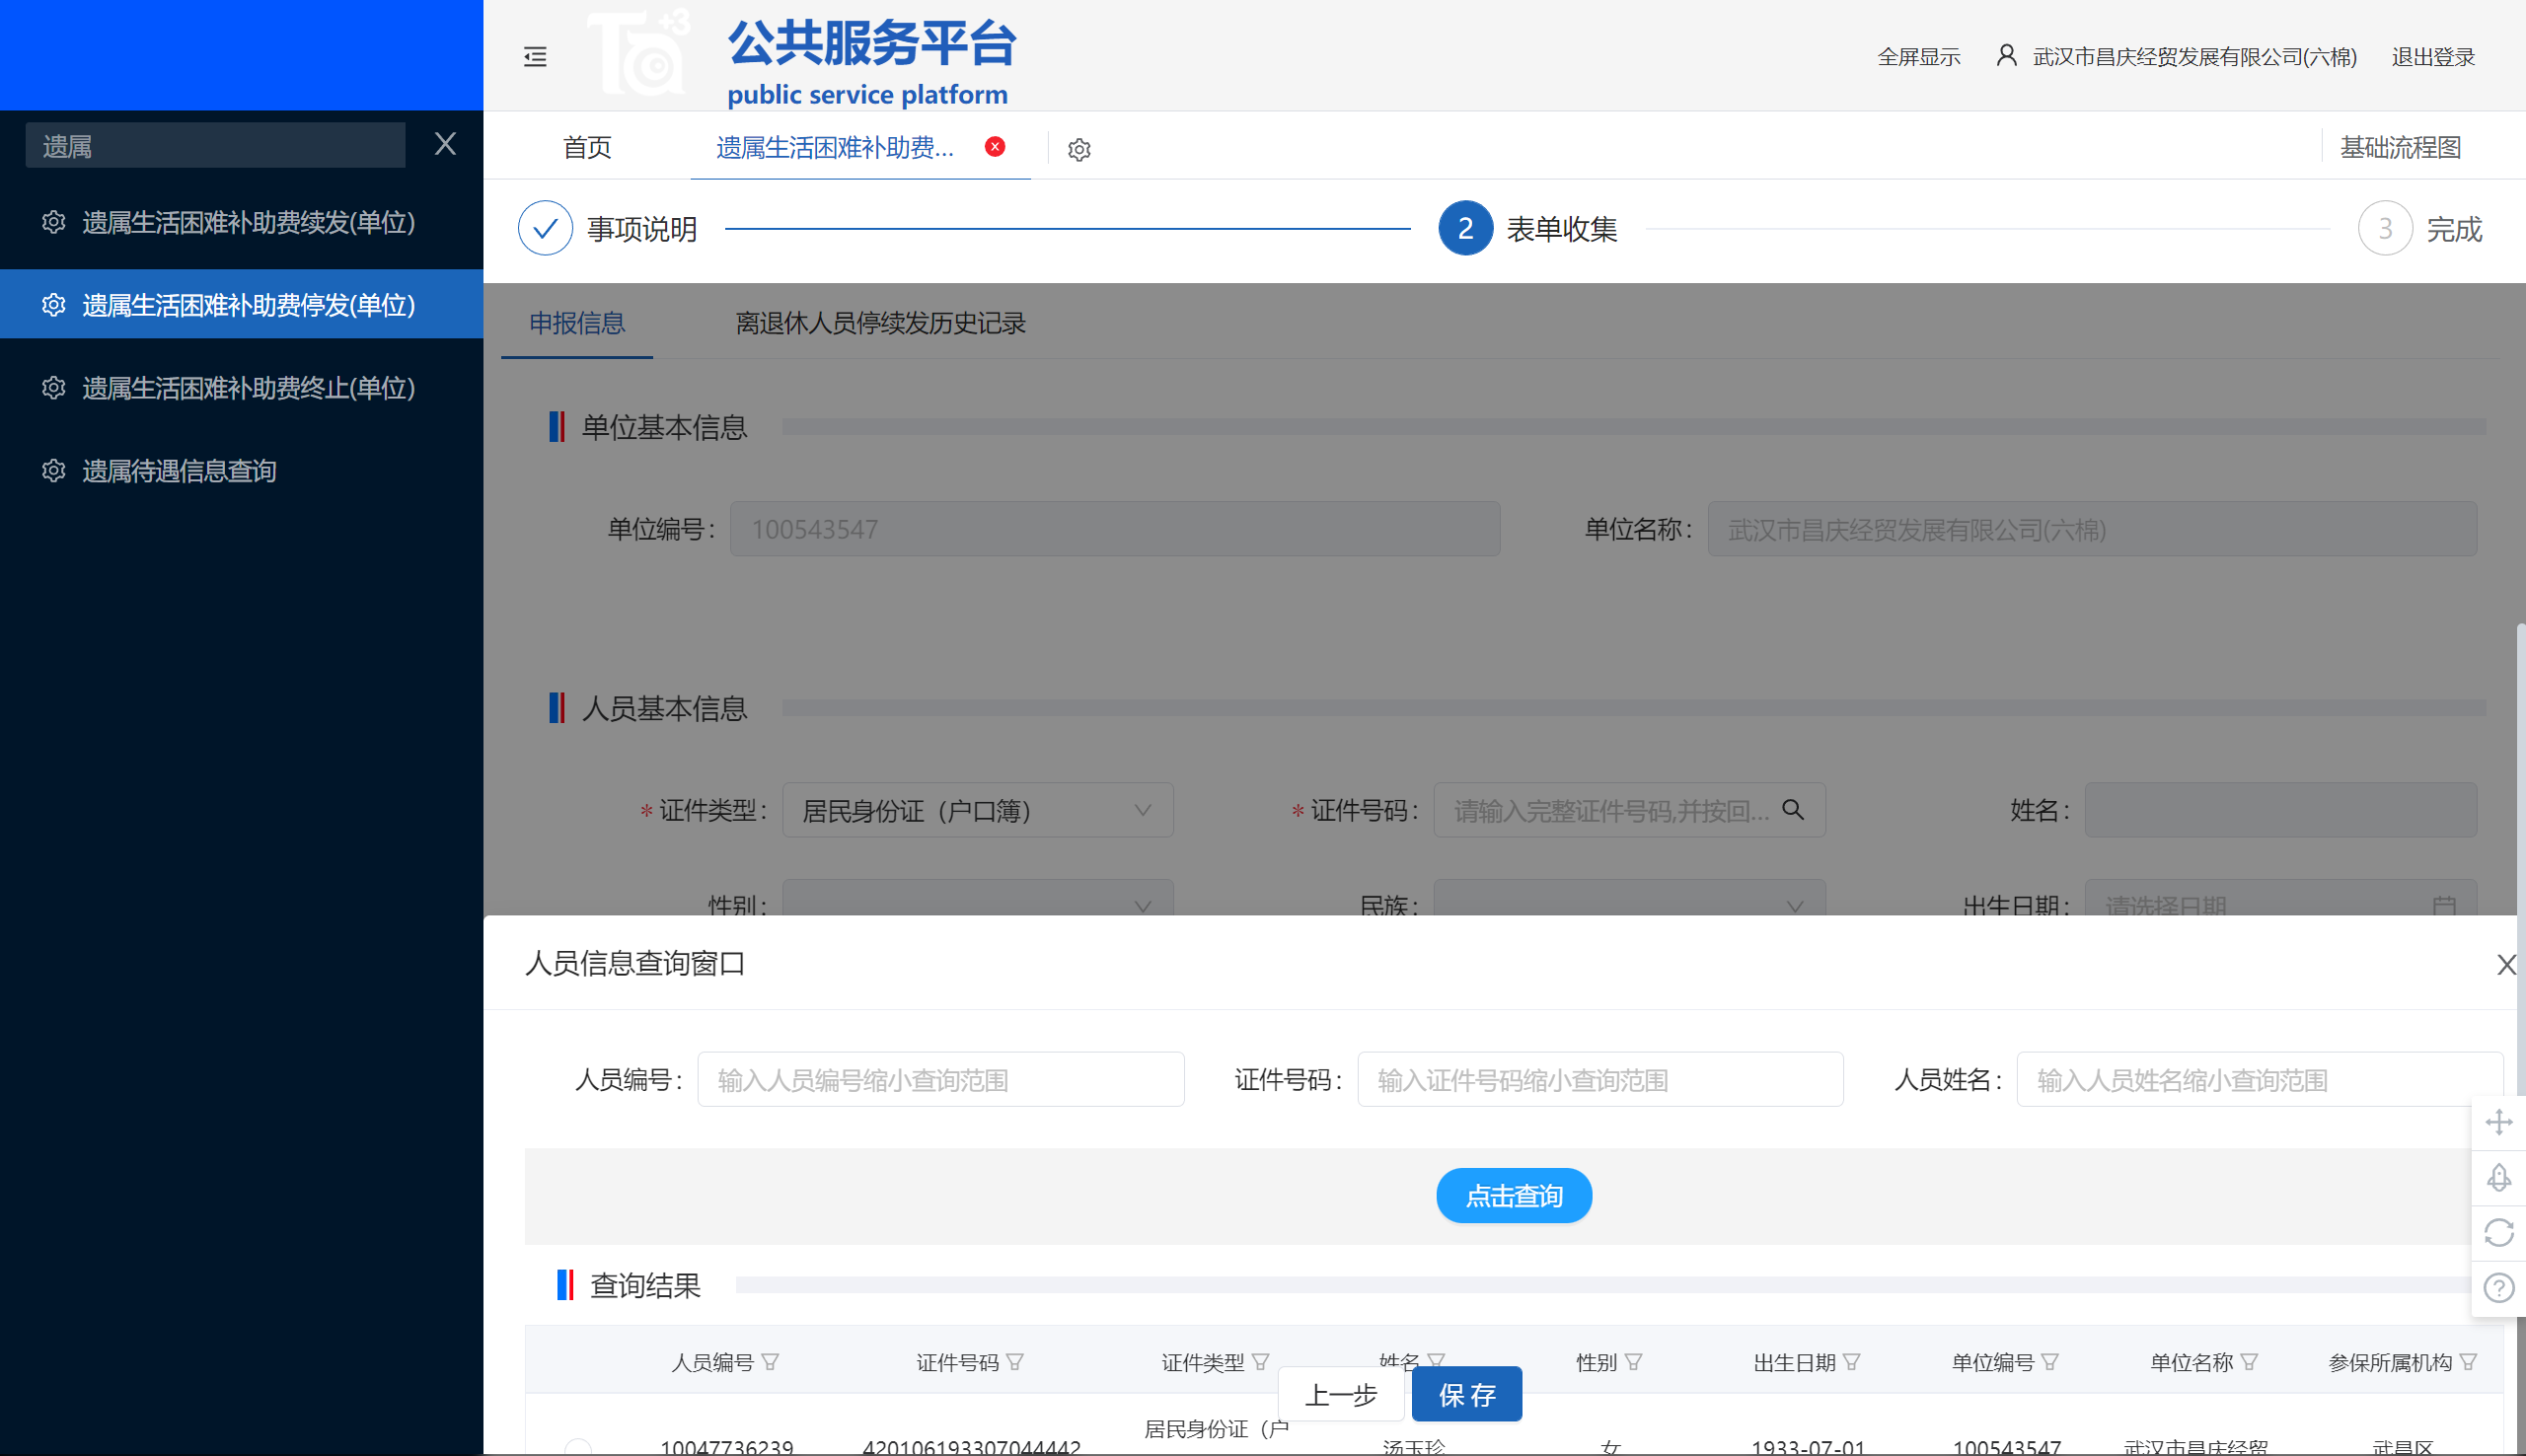 Ta+3
公共服务平台
public service platform
全屏显示
武汉市昌庆经贸发展有限公司(六棉)
退出登录
遗属
首页
遗属生活困难补助费...
基础流程图
遗属生活困难补助费续发(单位)
遗属生活困难补助费停发(单位)
遗属生活困难补助费终止(单位)
遗属待遇信息查询
事项说明
2 表单收集
3 完成
申报信息
离退休人员停续发历史记录
单位基本信息
单位编号: 100543547
单位名称: 武汉市昌庆经贸发展有限公司(六棉)
人员基本信息
* 证件类型: 居民身份证（户口簿）
* 证件号码: 请输入完整证件号码,并按回...
姓名:
性别:
民族:
出生日期: 请选择日期
人员信息查询窗口
人员编号: 输入人员编号缩小查询范围
证件号码: 输入证件号码缩小查询范围
人员姓名: 输入人员姓名缩小查询范围
点击查询
查询结果
人员编号 证件号码 证件类型 姓名 性别 出生日期 单位编号 单位名称 参保所属机构
上一步
保 存
居民身份证（户
10047736239 420106193307044442 汤玉珍 女 1933-07-01 100543547 武汉市昌庆经贸 武昌区